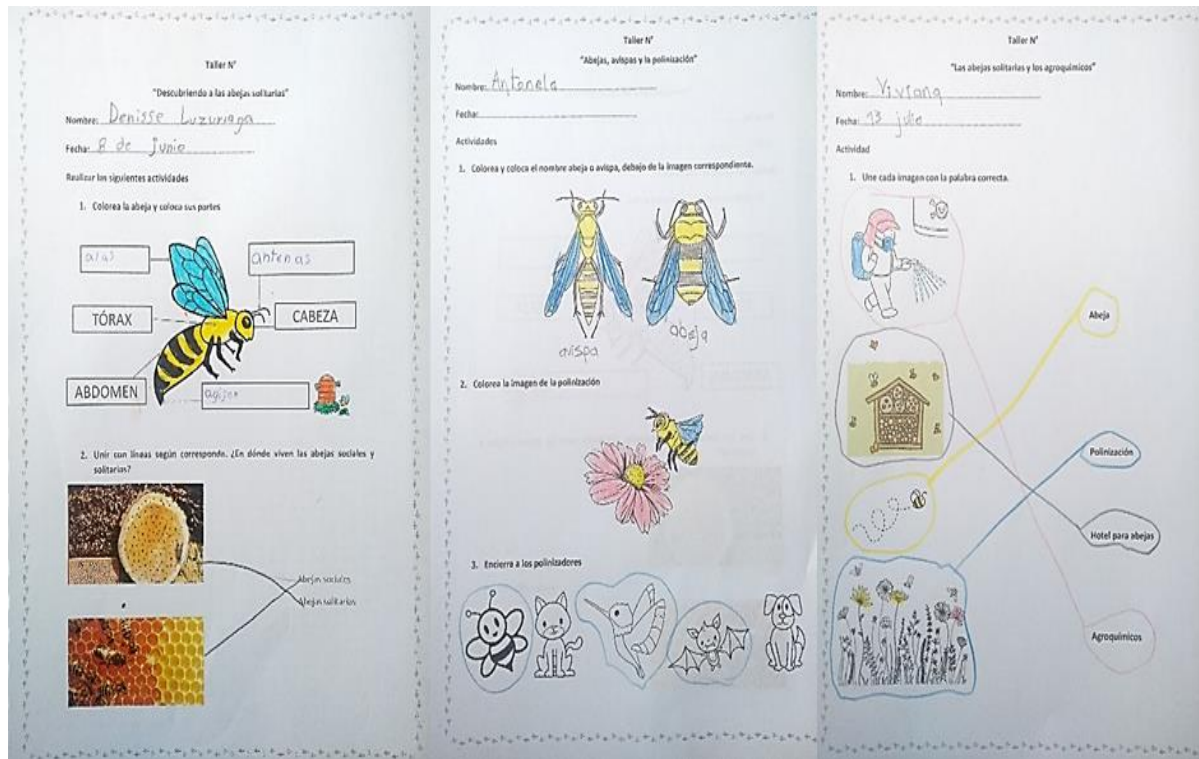 Taller N°
"Descubriendo a las abejas solitarias"
Nombre: Denisse Luzuriaga
Fecha: 8 de junio
Realizar las siguientes actividades
1. Colorea la abeja y coloca sus partes
alas
antenas
TÓRAX
CABEZA
ABDOMEN
2. Unir con líneas según corresponda. ¿En dónde viven las abejas sociales y
solitarias?
Abejas sociales
Abejas solitarias
Taller N°
"Abejas, avispas y la polinización"
Nombre: Antonela
Fecha:
Actividades
1. Colorea y coloca el nombre abeja o avispa, debajo de la imagen correspondiente.
avispa
abeja
2. Colorea la imagen de la polinización
3. Encierra a los polinizadores
Taller N°
"Las abejas solitarias y los agroquímicos"
Nombre: Viviana
Fecha: 13 julio
Actividad
1. Une cada imagen con la palabra correcta.
Abeja
Polinización
Hotel para abejas
Agroquímicos